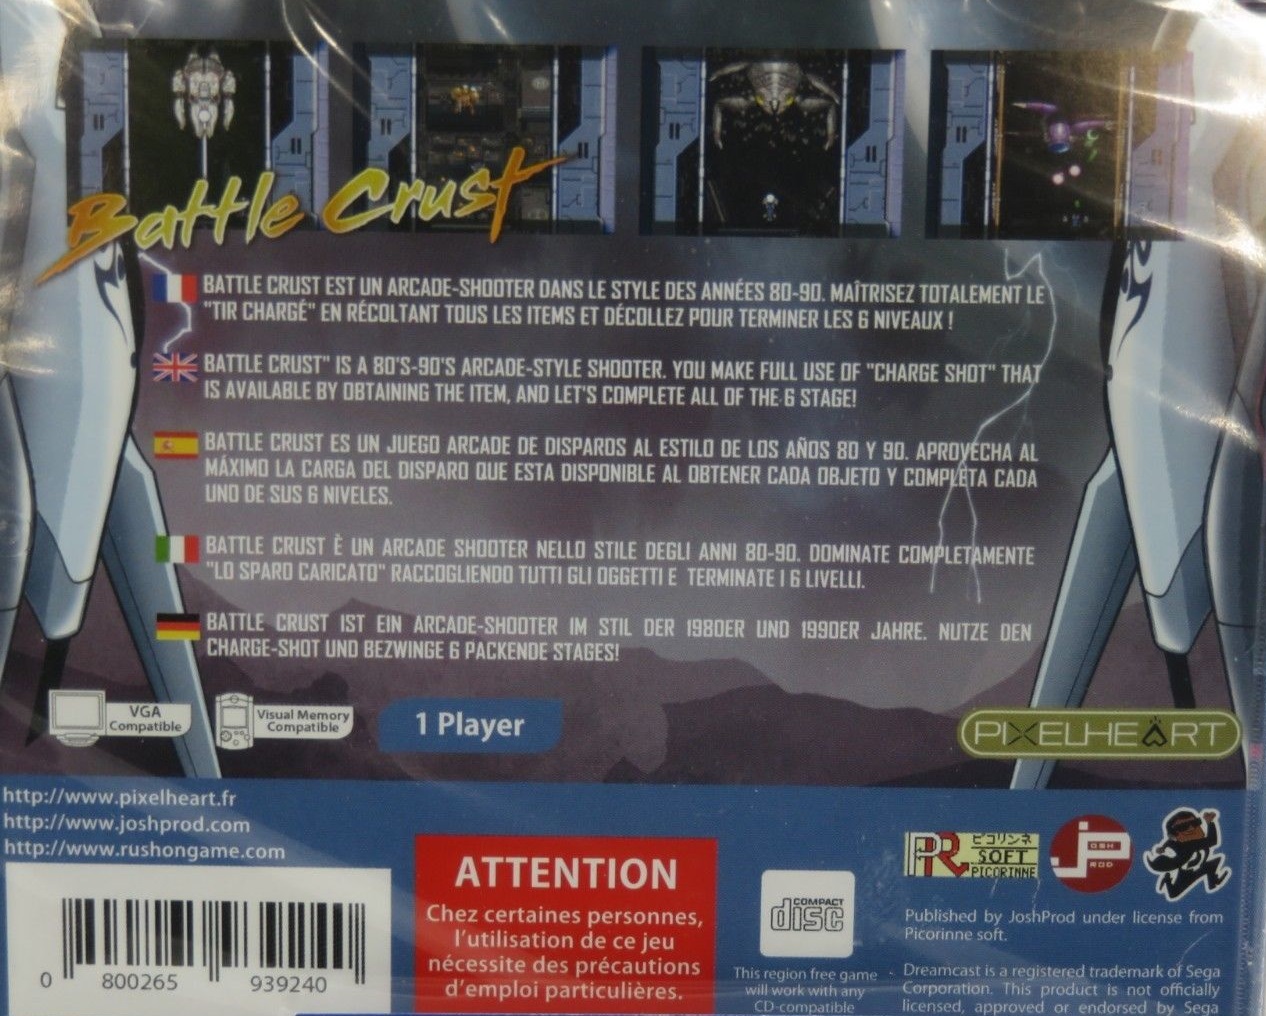 Battle Crust
BATTLE CRUST EST UN ARCADE-SHOOTER DANS LE STYLE DES ANNÉES 80-90. MAÎTRISEZ TOTALEMENT LE
"TIR CHARGÉ" EN RÉCOLTANT TOUS LES ITEMS ET DÉCOLLEZ POUR TERMINER LES 6 NIVEAUX !
BATTLE CRUST" IS A 80'S-90'S ARCADE-STYLE SHOOTER. YOU MAKE FULL USE OF "CHARGE SHOT" THAT
IS AVAILABLE BY OBTAINING THE ITEM, AND LET'S COMPLETE ALL OF THE 6 STAGE!
BATTLE CRUST ES UN JUEGO ARCADE DE DISPAROS AL ESTILO DE LOS AÑOS 80 Y 90. APROVECHA AL
MÁXIMO LA CARGA DEL DISPARO QUE ESTA DISPONIBLE AL OBTENER CADA OBJETO Y COMPLETA CADA
UNO DE SUS 6 NIVELES.
BATTLE CRUST È UN ARCADE SHOOTER NELLO STILE DEGLI ANNI 80-90. DOMINATE COMPLETAMENTE
"LO SPARO CARICATO" RACCOGLIENDO TUTTI GLI OGGETTI E TERMINATE I 6 LIVELLI.
BATTLE CRUST IST EIN ARCADE-SHOOTER IM STIL DER 1980ER UND 1990ER JAHRE. NUTZE DEN
CHARGE-SHOT UND BEZWINGE 6 PACKENDE STAGES!
VGA
Compatible
Visual Memory
Compatible
1 Player
PIXELHEART
http://www.pixelheart.fr
http://www.joshprod.com
http://www.rushongame.com
0 800265 939240
ATTENTION
Chez certaines personnes,
l'utilisation de ce jeu
nécessite des précautions
d'emploi particulières.
COMPACT
disc
This region free game
will work with any
CD-compatible
PR
ピコリンネ
SOFT
PICORINNE
JOSH
PROD
Published by JoshProd under license from
Picorinne soft.
Dreamcast is a registered trademark of Sega
Corporation. This product is not officially
licensed, approved or endorsed by Sega